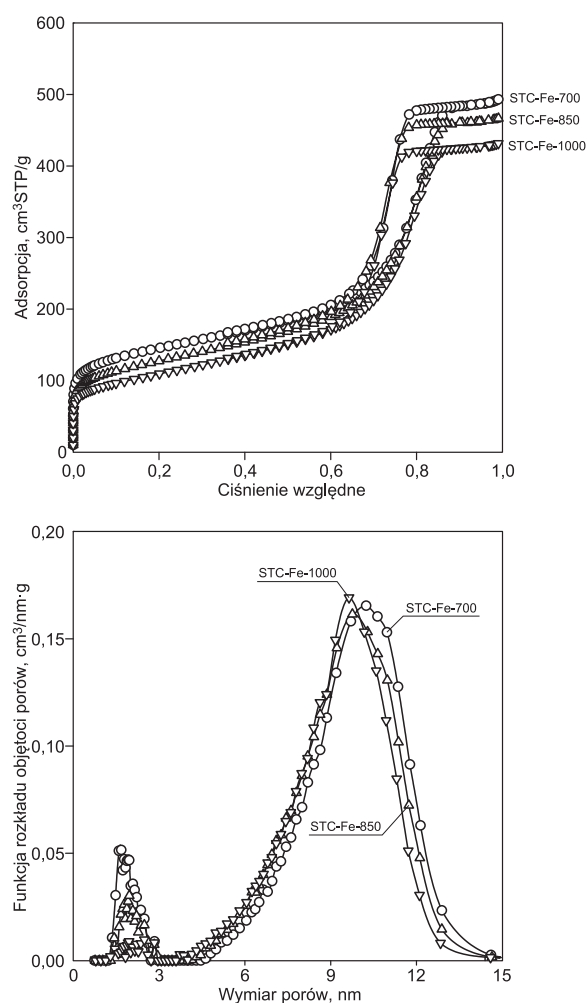 600
500
400
300
200
100
0
Adsorpcja, cm³STP/g
STC-Fe-700
STC-Fe-850
STC-Fe-1000
0,0 0,2 0,4 0,6 0,8 1,0
Ciśnienie względne
0,20
0,15
0,10
0,05
0,00
Funkcja rozkładu objętoci porów, cm³/nm·g
STC-Fe-1000
STC-Fe-700
STC-Fe-850
0 3 6 9 12 15
Wymiar porów, nm